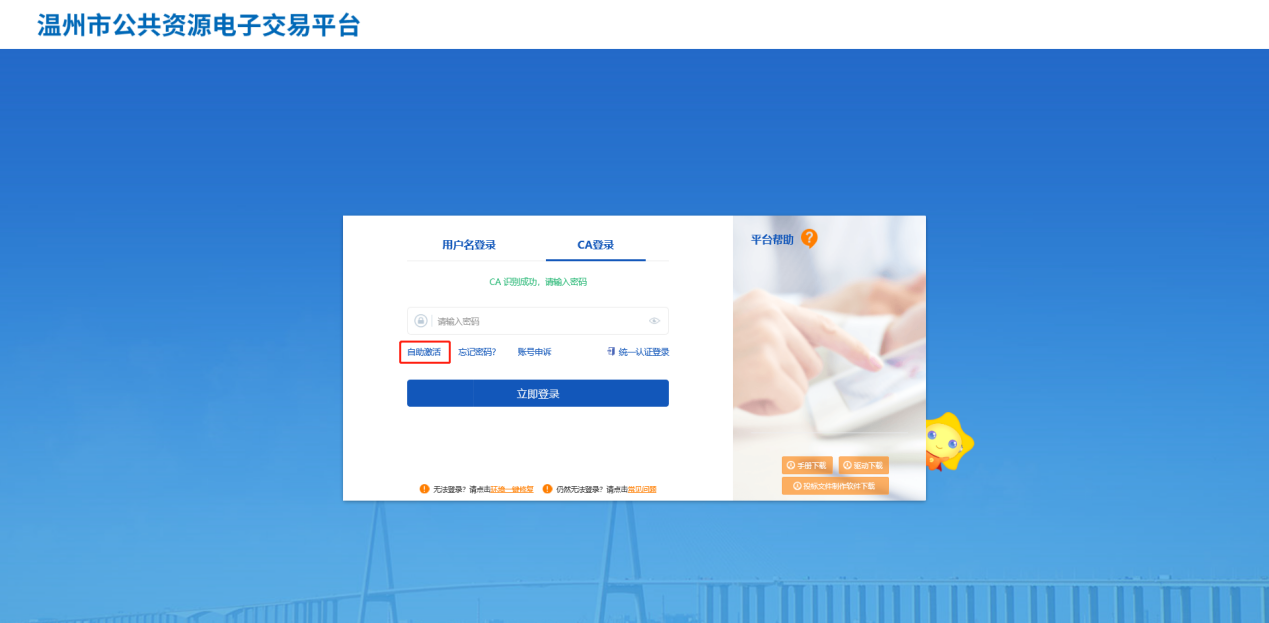 温州市公共资源电子交易平台
用户名登录 CA登录
平台帮助 ?
CA 识别成功，请输入密码
请输入密码
自助激活 忘记密码? 账号申诉 统一认证登录
立即登录
手册下载 驱动下载
投标文件制作软件下载
无法登录? 请点击环境一键修复 仍然无法登录? 请点击常见问题